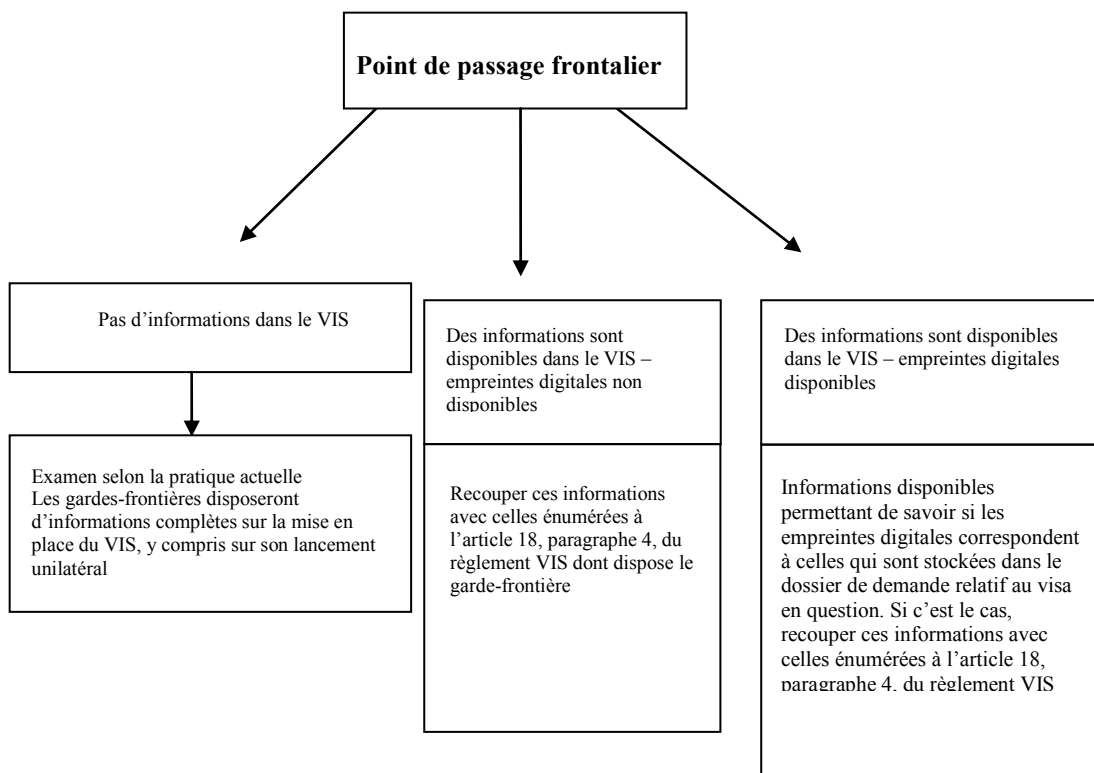 Point de passage frontalier
Pas d’informations dans le VIS
Examen selon la pratique actuelle
Les gardes-frontières disposeront
d’informations complètes sur la mise en
place du VIS, y compris sur son lancement
unilatéral
Des informations sont
disponibles dans le VIS –
empreintes digitales non
disponibles
Recouper ces informations
avec celles énumérées à
l’article 18, paragraphe 4, du
règlement VIS dont dispose le
garde-frontière
Des informations sont disponibles
dans le VIS – empreintes digitales
disponibles
Informations disponibles
permettant de savoir si les
empreintes digitales correspondent
à celles qui sont stockées dans le
dossier de demande relatif au visa
en question. Si c’est le cas,
recouper ces informations avec
celles énumérées à l’article 18,
paragraphe 4, du règlement VIS